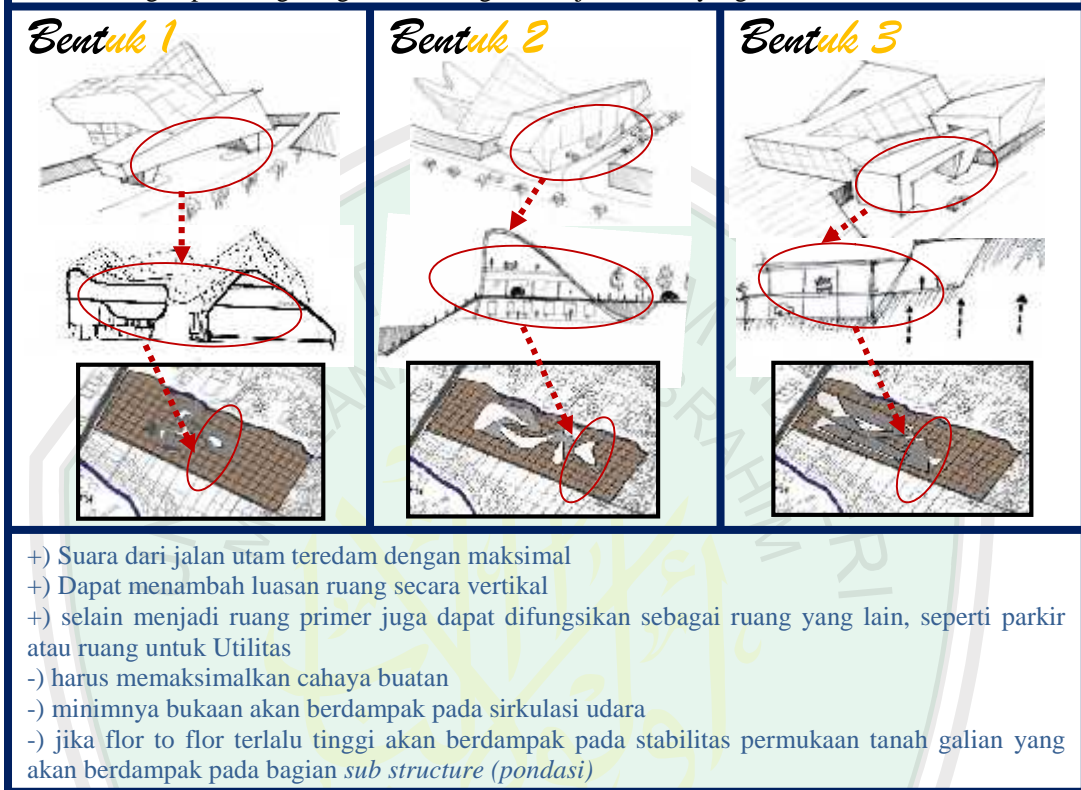 Bentuk 1
Bentuk 2
Bentuk 3
+) Suara dari jalan utam teredam dengan maksimal
+) Dapat menambah luasan ruang secara vertikal
+) selain menjadi ruang primer juga dapat difungsikan sebagai ruang yang lain, seperti parkir
atau ruang untuk Utilitas
-) harus memaksimalkan cahaya buatan
-) minimnya bukaan akan berdampak pada sirkulasi udara
-) jika flor to flor terlalu tinggi akan berdampak pada stabilitas permukaan tanah galian yang
akan berdampak pada bagian sub structure (pondasi)